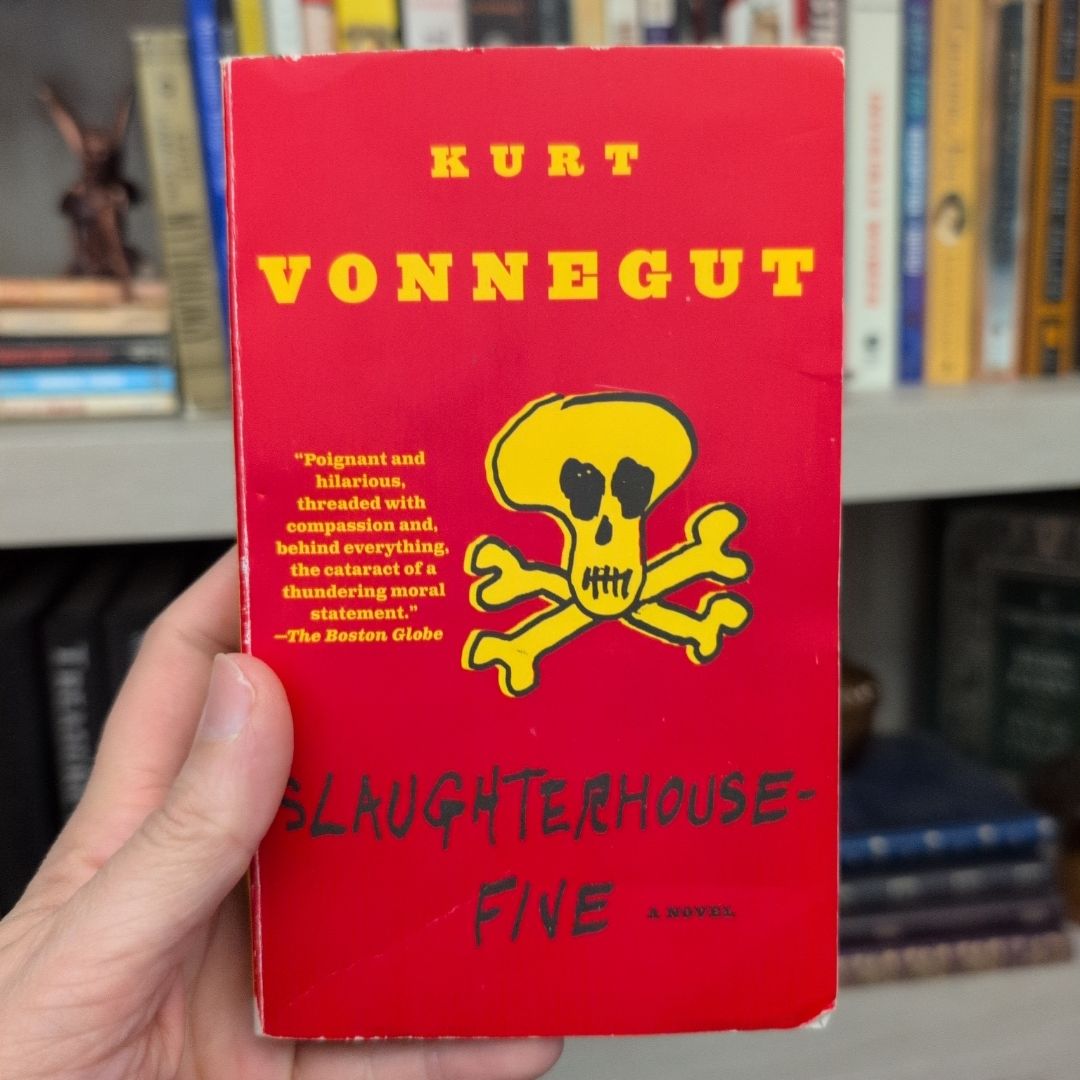 KURT
VONNEGUT
“Poignant and
hilarious,
threaded with
compassion and,
behind everything,
the cataract of a
thundering moral
statement.”
—The Boston Globe
SLAUGHTERHOUSE-
FIVE
A NOVEL